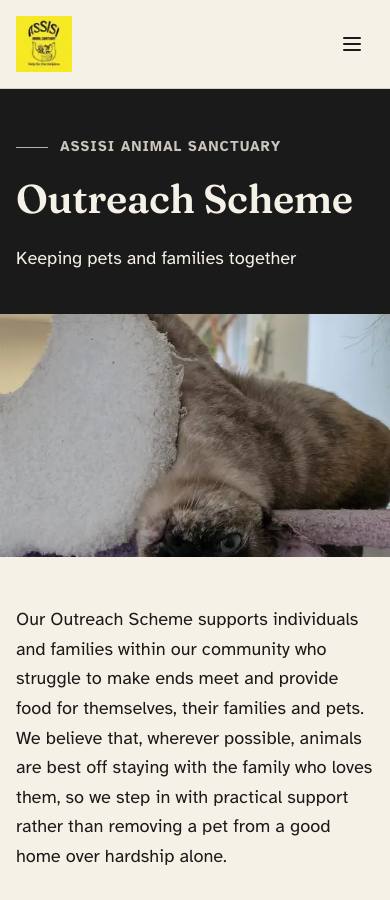 ASSISI
ANIMAL SANCTUARY
ASSISI ANIMAL SANCTUARY
Outreach Scheme
Keeping pets and families together
Our Outreach Scheme supports individuals
and families within our community who
struggle to make ends meet and provide
food for themselves, their families and pets.
We believe that, wherever possible, animals
are best off staying with the family who loves
them, so we step in with practical support
rather than removing a pet from a good
home over hardship alone.